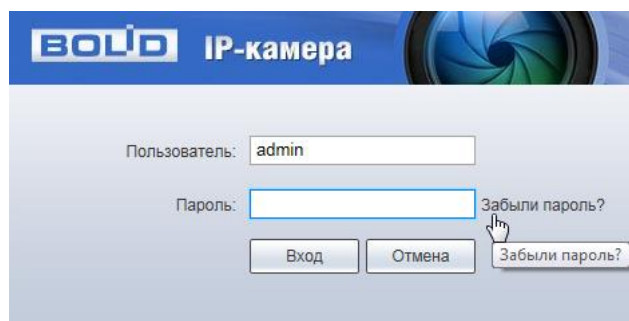 BOLID IP-камера
Пользователь: admin
Пароль: Забыли пароль?
Вход Отмена Забыли пароль?